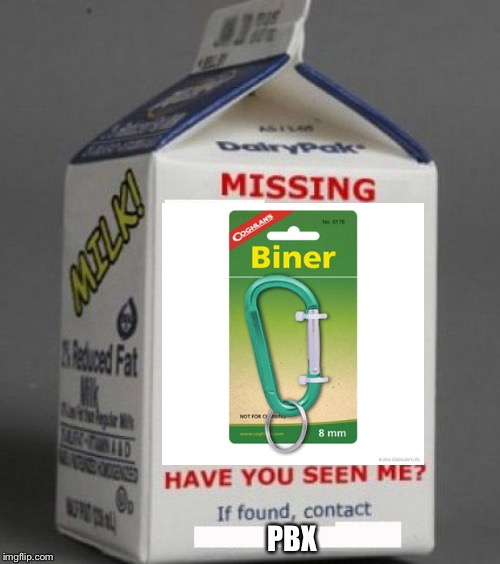 DairyPak®
MISSING
MILK!
COGHLAN'S
No. 0178
Biner
NOT FOR
8 mm
2% Reduced Fat
Milk
HAVE YOU SEEN ME?
If found, contact
PBX
imgflip.com